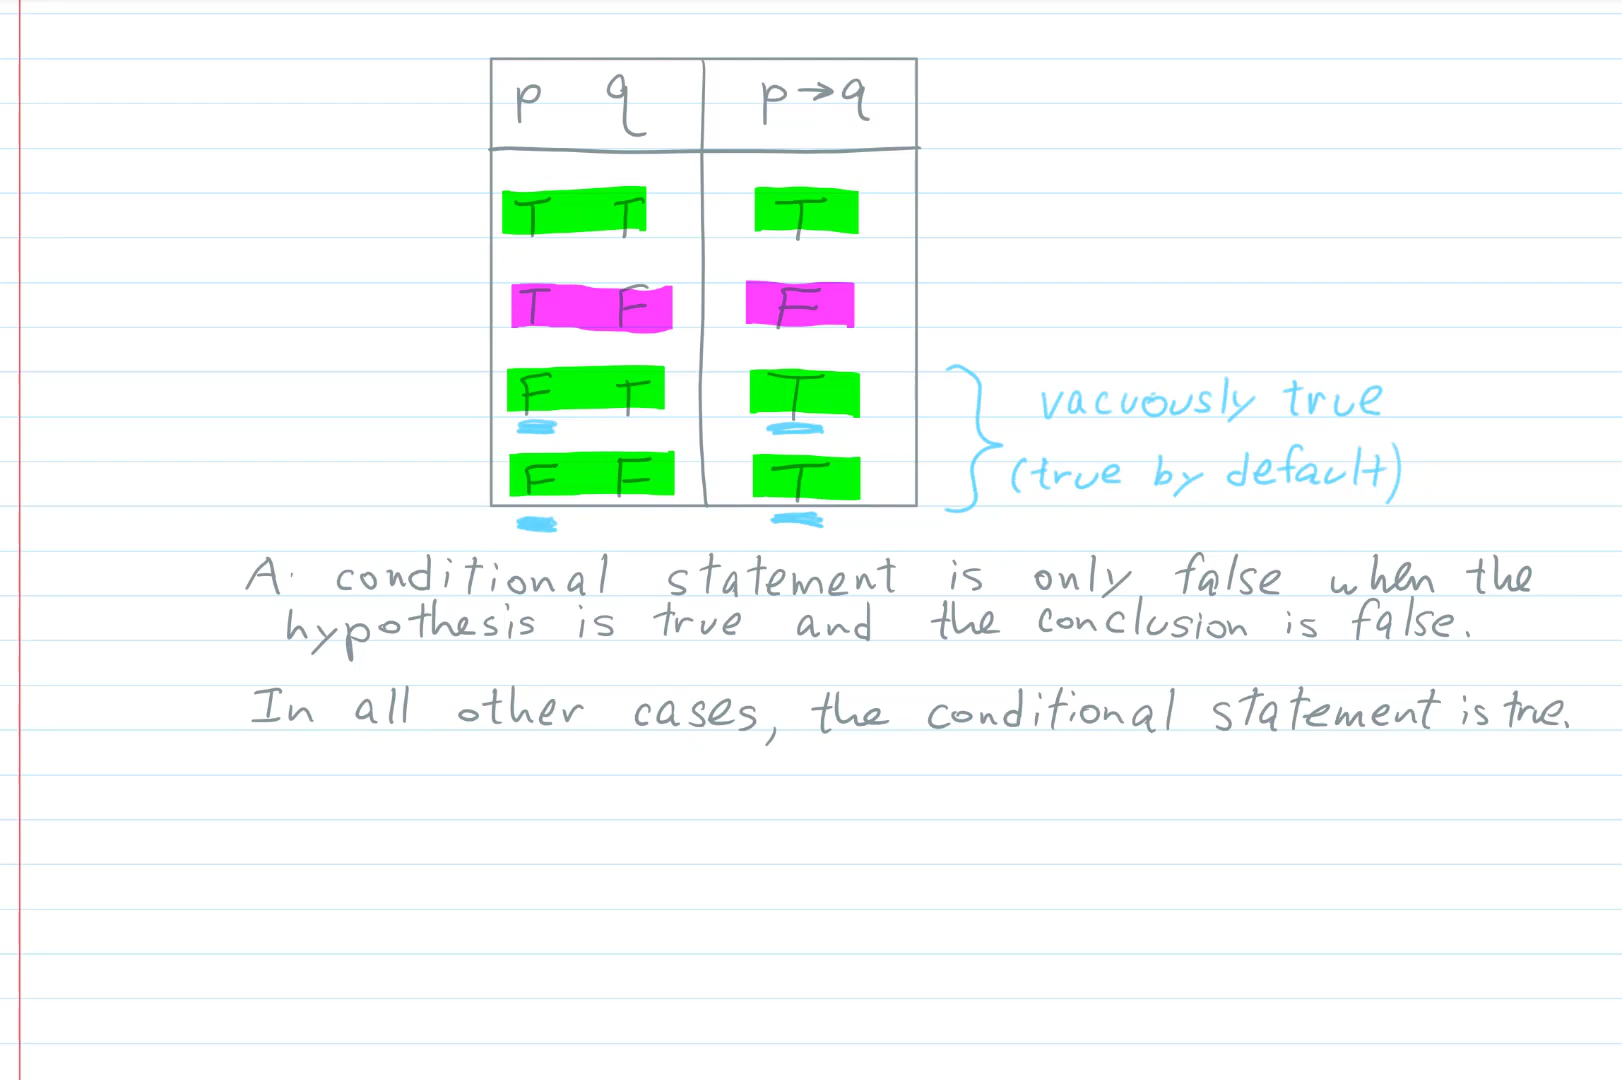 p q p→q
T T T
T F F
F T T
F F T
vacuously true
(true by default)
A conditional statement is only false when the
hypothesis is true and the conclusion is false.
In all other cases, the conditional statement is true.